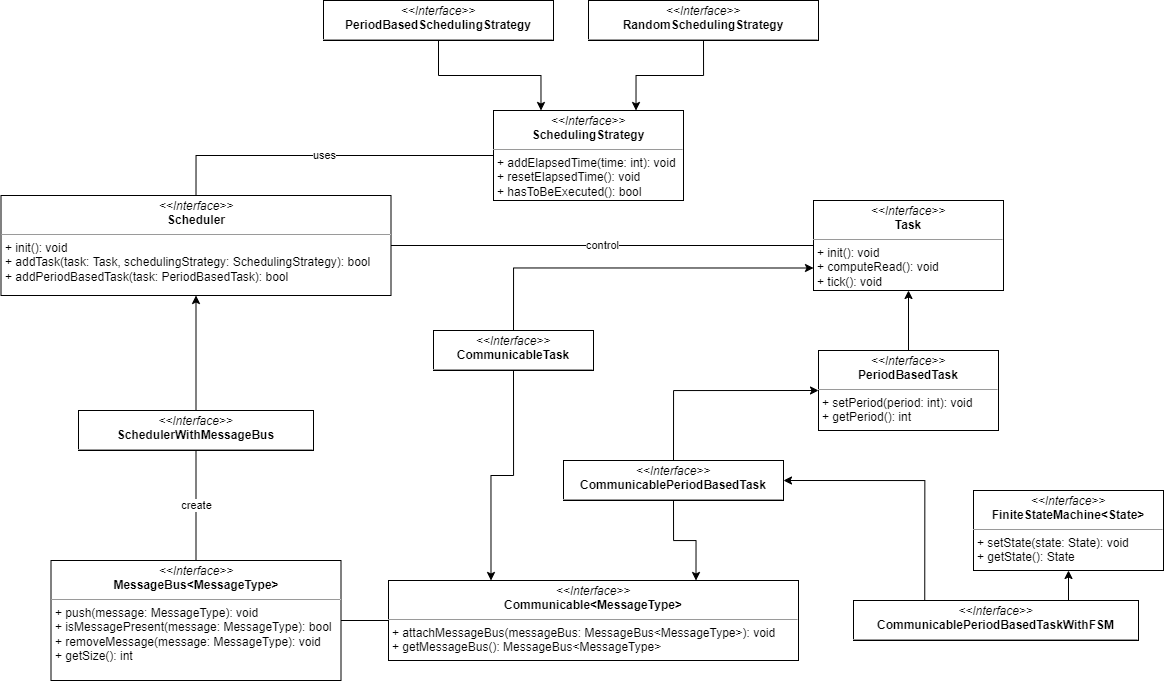 <<Interface>>
PeriodBasedSchedulingStrategy
<<Interface>>
RandomSchedulingStrategy
<<Interface>>
SchedulingStrategy
+ addElapsedTime(time: int): void
+ resetElapsedTime(): void
+ hasToBeExecuted(): bool
uses
<<Interface>>
Scheduler
+ init(): void
+ addTask(task: Task, schedulingStrategy: SchedulingStrategy): bool
+ addPeriodBasedTask(task: PeriodBasedTask): bool
control
<<Interface>>
Task
+ init(): void
+ computeRead(): void
+ tick(): void
<<Interface>>
CommunicableTask
<<Interface>>
PeriodBasedTask
+ setPeriod(period: int): void
+ getPeriod(): int
<<Interface>>
SchedulerWithMessageBus
<<Interface>>
CommunicablePeriodBasedTask
create
<<Interface>>
FiniteStateMachine<State>
+ setState(state: State): void
+ getState(): State
<<Interface>>
MessageBus<MessageType>
+ push(message: MessageType): void
+ isMessagePresent(message: MessageType): bool
+ removeMessage(message: MessageType): void
+ getSize(): int
<<Interface>>
Communicable<MessageType>
+ attachMessageBus(messageBus: MessageBus<MessageType>): void
+ getMessageBus(): MessageBus<MessageType>
<<Interface>>
CommunicablePeriodBasedTaskWithFSM